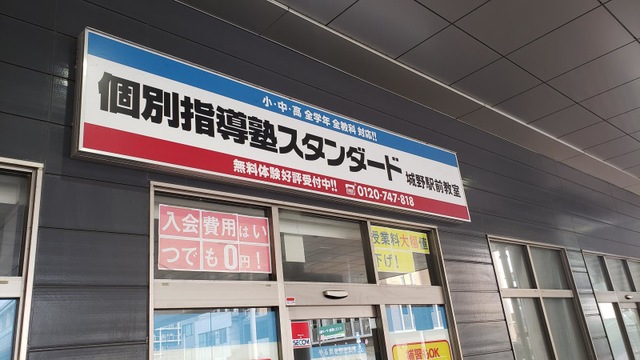 小・中・高 全学年 全教科 対応!!
個別指導塾スタンダード 城野駅前教室
無料体験好評受付中!! 0120-747-818
入会費用はい
つでも0円!
授業料大幅値
下げ!
SECOM